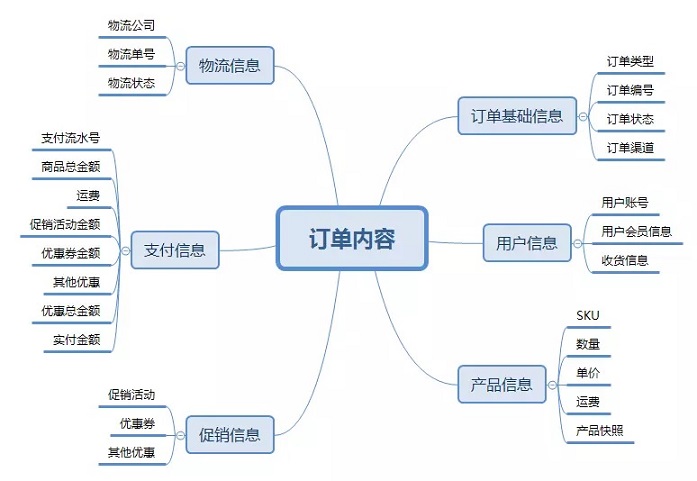 订单内容
订单基础信息
订单类型
订单编号
订单状态
订单渠道
用户信息
用户账号
用户会员信息
收货信息
产品信息
SKU
数量
单价
运费
产品快照
物流信息
物流公司
物流单号
物流状态
支付信息
支付流水号
商品总金额
运费
促销活动金额
优惠券金额
其他优惠
优惠总金额
实付金额
促销信息
促销活动
优惠券
其他优惠